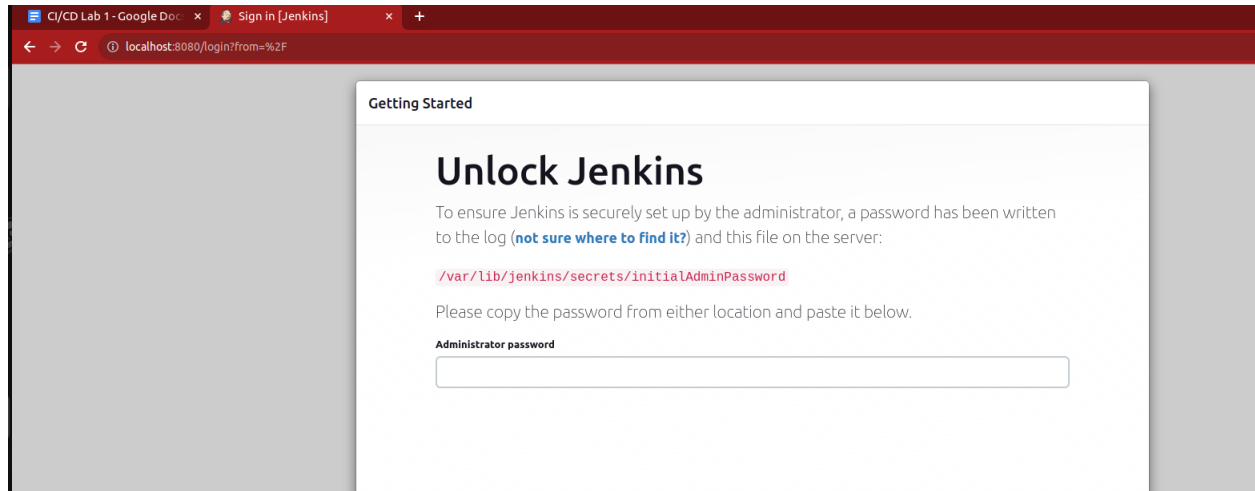 CI/CD Lab 1 - Google Doc
Sign in [Jenkins]
localhost:8080/login?from=%2F
Getting Started
Unlock Jenkins
To ensure Jenkins is securely set up by the administrator, a password has been written
to the log (not sure where to find it?) and this file on the server:
/var/lib/jenkins/secrets/initialAdminPassword
Please copy the password from either location and paste it below.
Administrator password